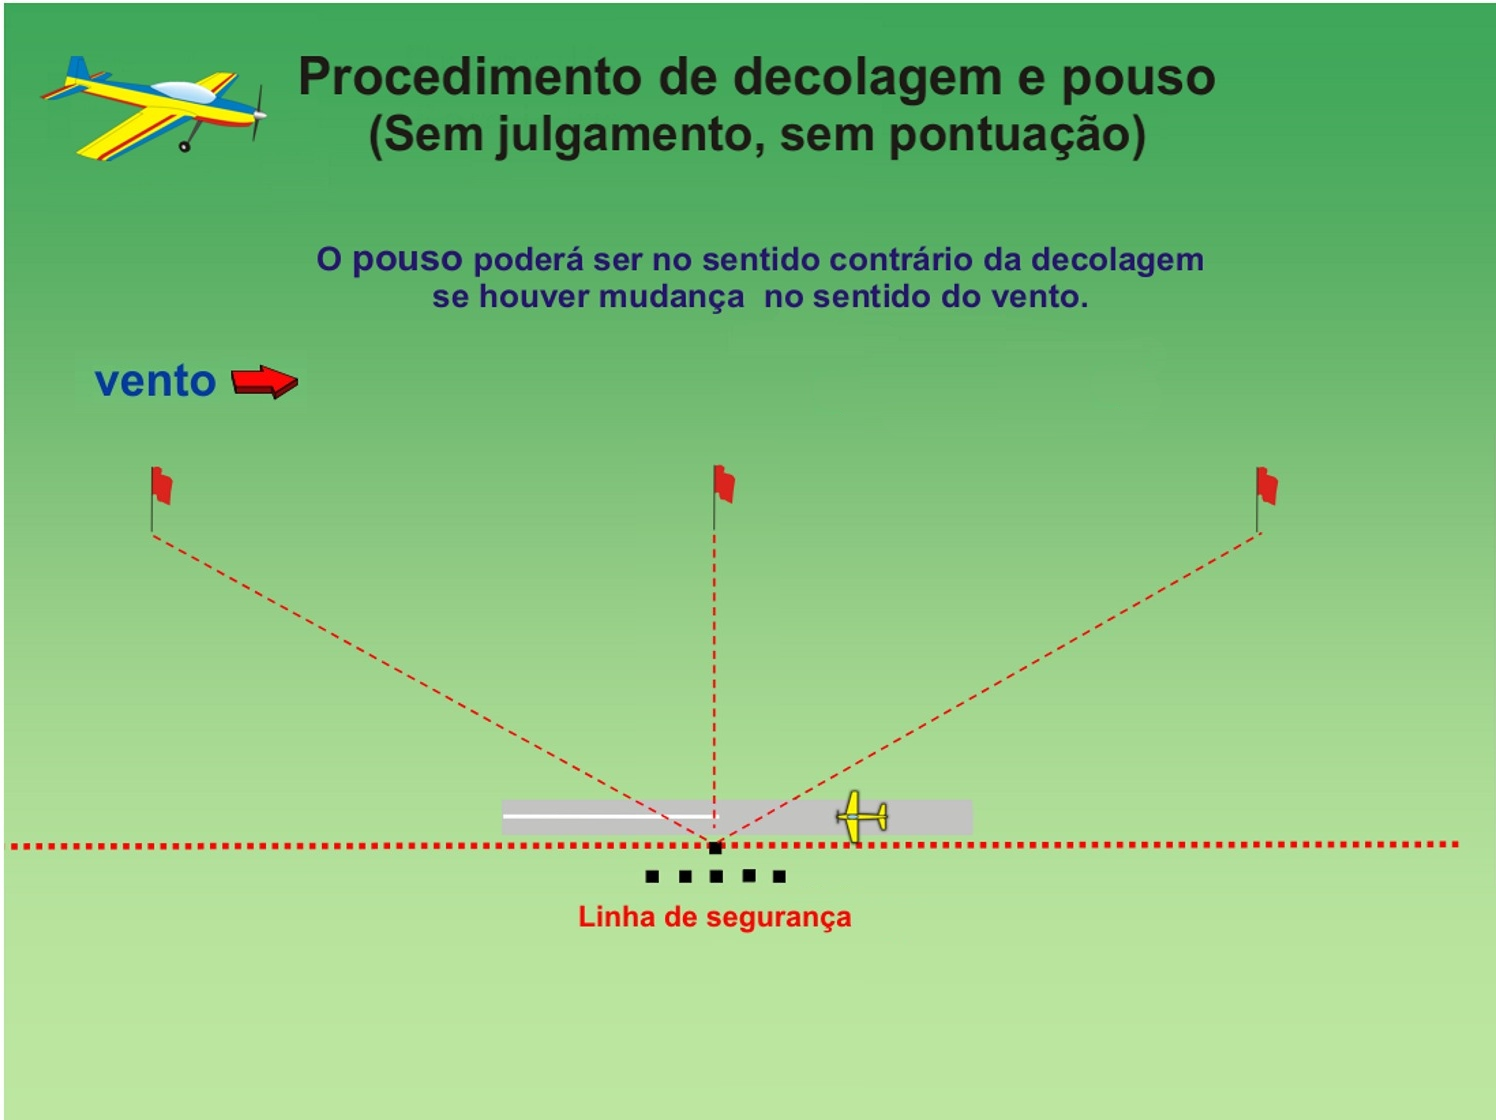 Procedimento de decolagem e pouso
(Sem julgamento, sem pontuação)
O pouso poderá ser no sentido contrário da decolagem
se houver mudança no sentido do vento.
vento
Linha de segurança